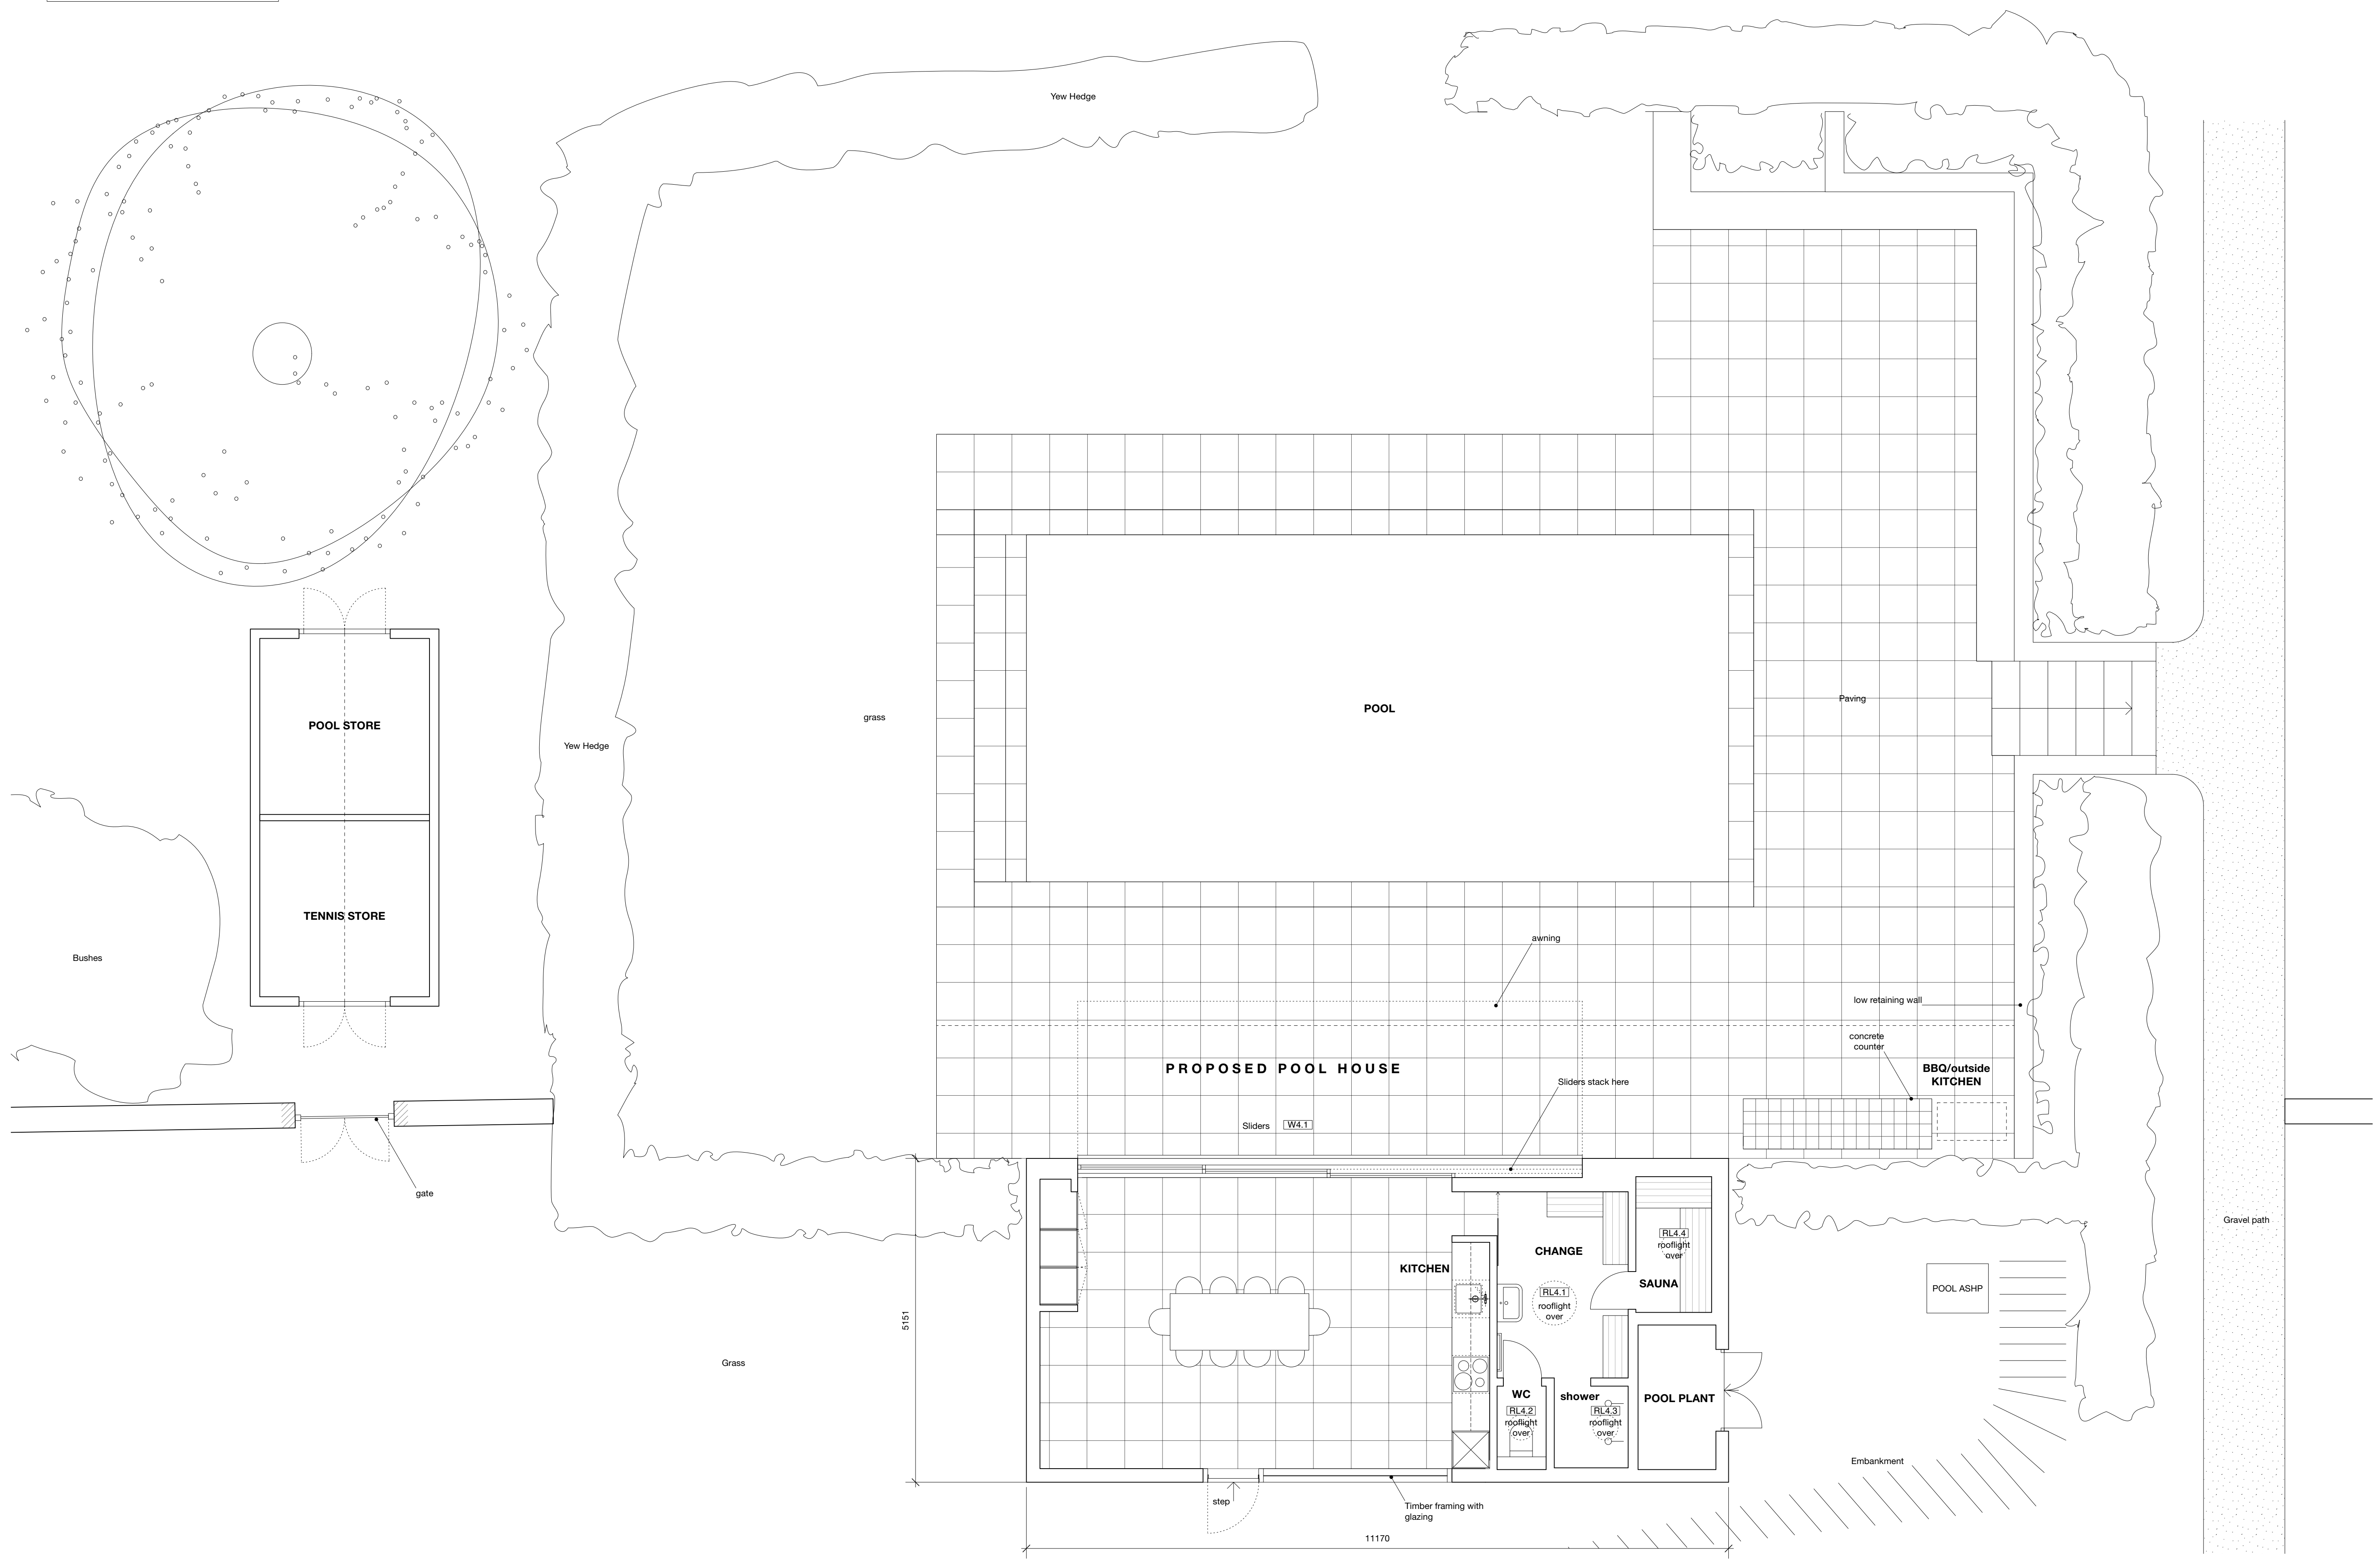 Yew Hedge
POOL
Paving
POOL STORE
grass
Yew Hedge
TENNIS STORE
awning
Bushes
low retaining wall
concrete
counter
PROPOSED POOL HOUSE
BBQ/outside
KITCHEN
Sliders stack here
Sliders
W4.1
gate
Gravel path
RL4.4
rooflight
over
CHANGE
KITCHEN
SAUNA
POOL ASHP
RL4.1
rooflight
over
5151
Grass
WC
shower
POOL PLANT
RL4.2
rooflight
over
RL4.3
rooflight
over
Embankment
step
Timber framing with
glazing
11170